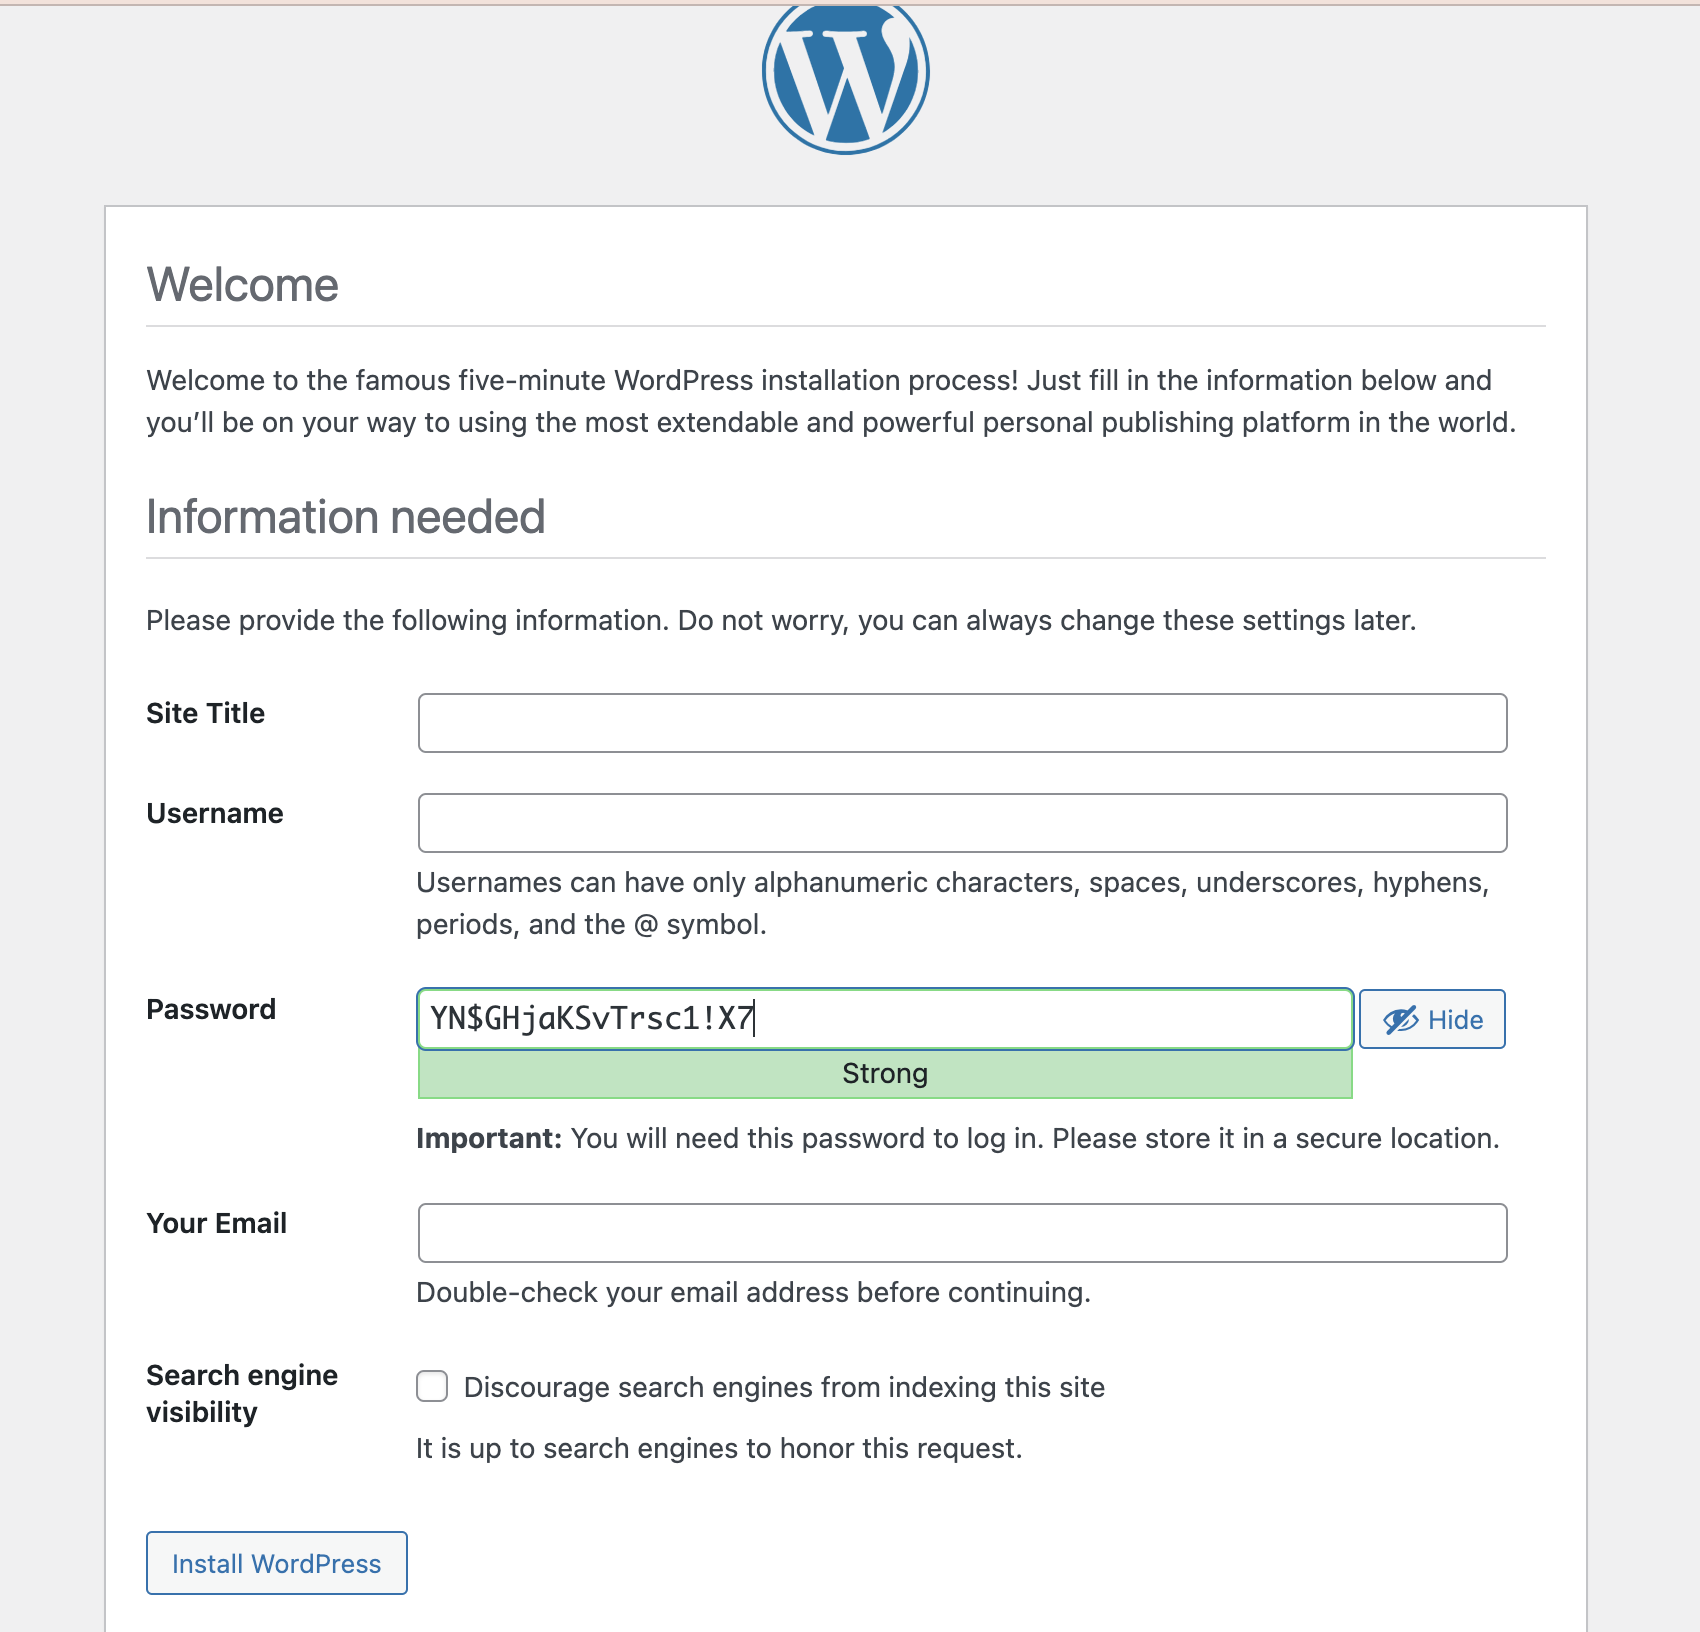 Welcome
Welcome to the famous five-minute WordPress installation process! Just fill in the information below and
you’ll be on your way to using the most extendable and powerful personal publishing platform in the world.
Information needed
Please provide the following information. Do not worry, you can always change these settings later.
Site Title
Username
Usernames can have only alphanumeric characters, spaces, underscores, hyphens,
periods, and the @ symbol.
Password
YN$GHjaKSvTrsc1!X7
Hide
Strong
Important: You will need this password to log in. Please store it in a secure location.
Your Email
Double-check your email address before continuing.
Search engine
visibility
Discourage search engines from indexing this site
It is up to search engines to honor this request.
Install WordPress